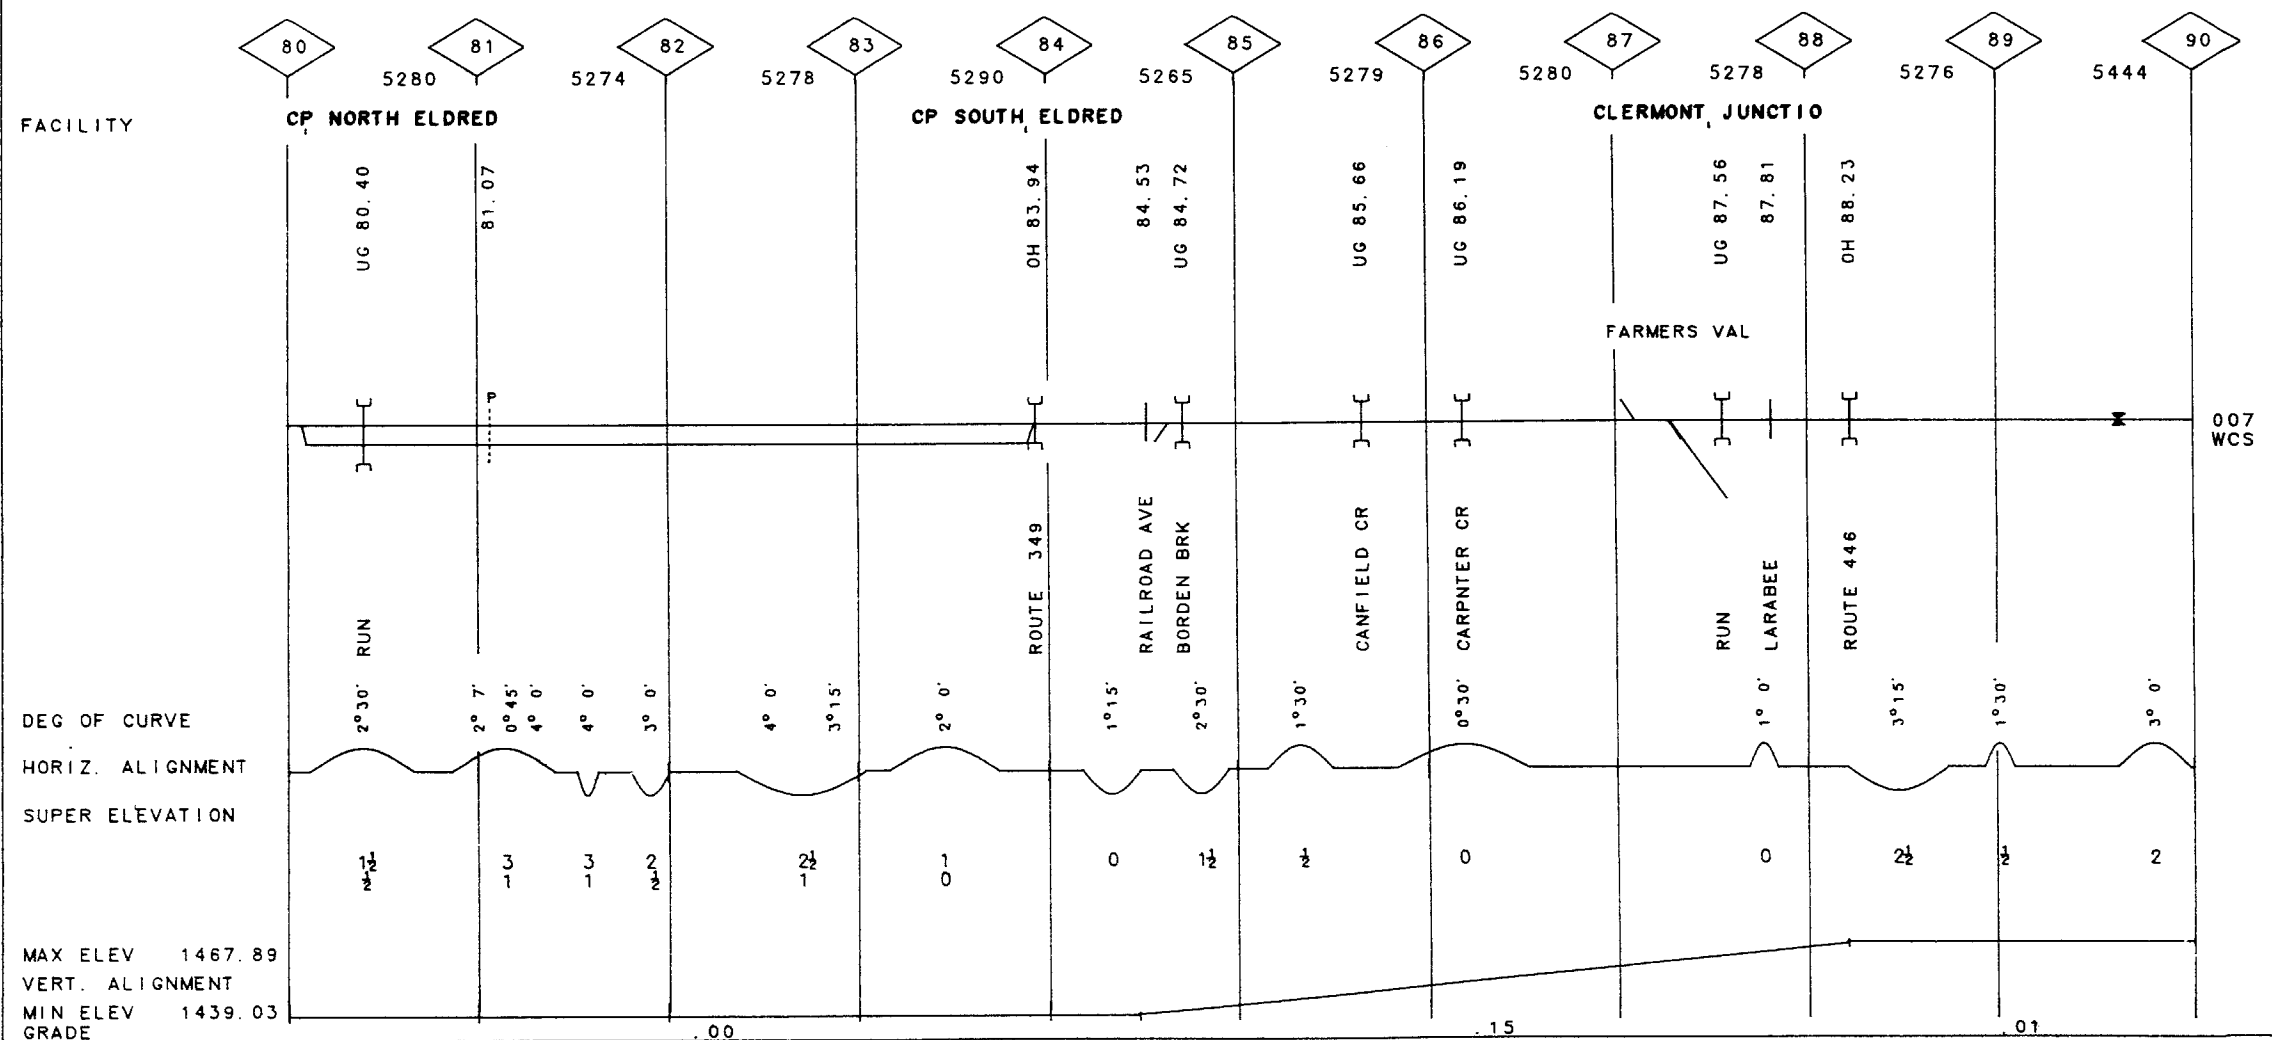 80 81 82 83 84 85 86 87 88 89 90
5280 5274 5278 5290 5265 5279 5280 5278 5276 5444
FACILITY CP NORTH ELDRED CP SOUTH ELDRED CLERMONT JUNCTIO
UG 80.40
81.07
OH 83.94
84.53
UG 84.72
UG 85.66
UG 86.19
UG 87.56
87.81
OH 88.23
FARMERS VAL
P
007
WCS
RUN
ROUTE 349
RAILROAD AVE
BORDEN BRK
CANFIELD CR
CARPNTER CR
RUN
LARABEE
ROUTE 446
DEG OF CURVE 2°30' 2° 7' 0°45' 4° 0' 4° 0' 3° 0' 4° 0' 3°15' 2° 0' 1°15' 2°30' 1°30' 0°30' 1° 0' 3°15' 1°30' 3° 0'
HORIZ. ALIGNMENT
SUPER ELEVATION
1½ 3 3 2 2½ 1 0 1½ ½ 0 0 2½ ½ 2
½ 1 1 ½ 1 0
MAX ELEV 1467.89
VERT. ALIGNMENT
MIN ELEV 1439.03
GRADE .00 .15 .01